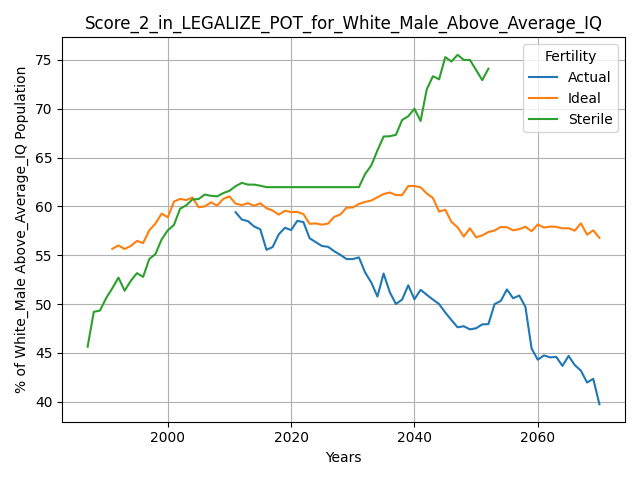 Score_2_in_LEGALIZE_POT_for_White_Male_Above_Average_IQ
% of White_Male Above_Average_IQ Population
75
70
65
60
55
50
45
40
Fertility
Actual
Ideal
Sterile
2000
2020
2040
2060
Years